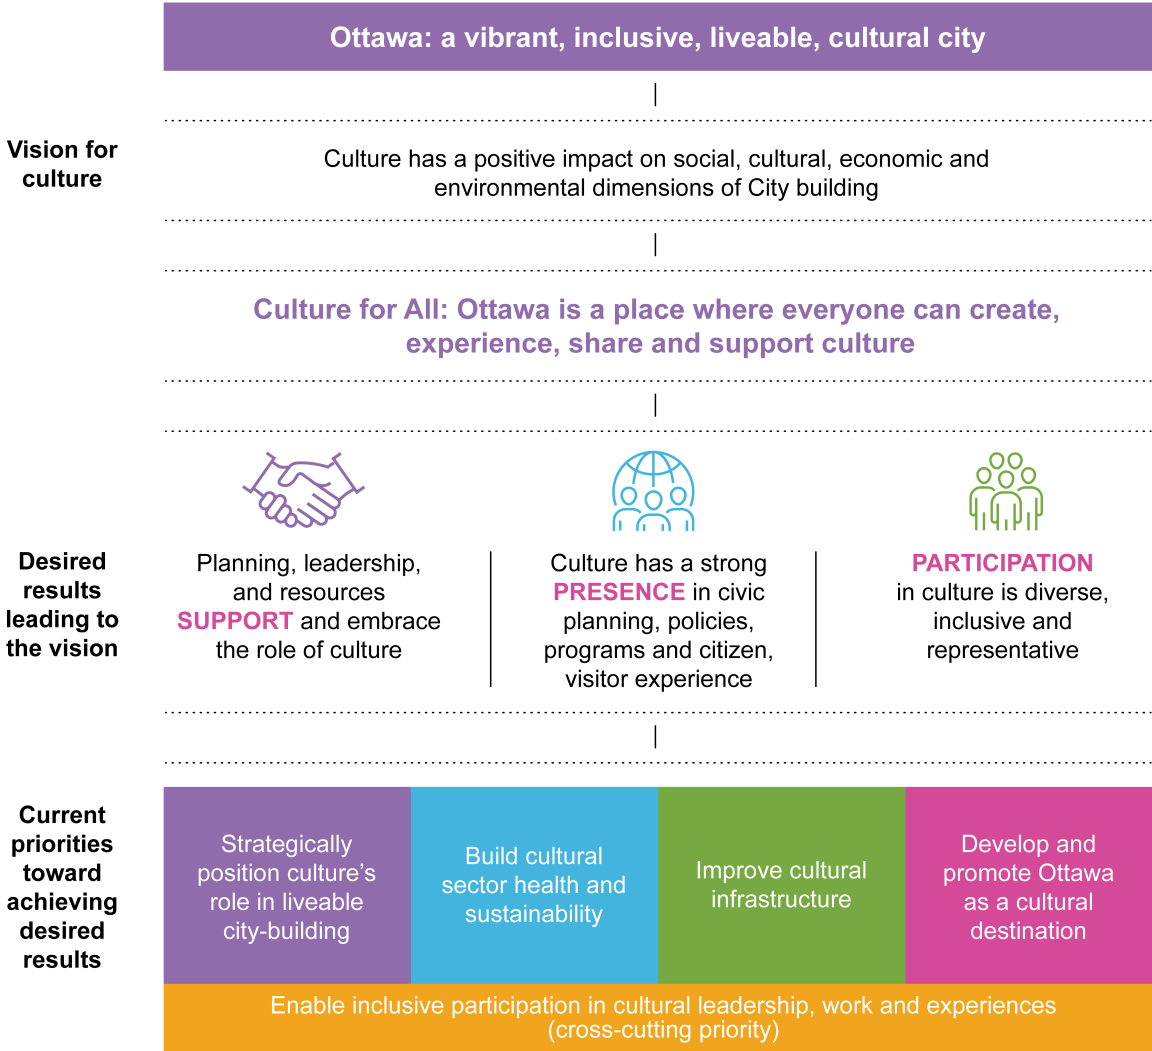 Ottawa: a vibrant, inclusive, liveable, cultural city
Vision for
culture
Culture has a positive impact on social, cultural, economic and
environmental dimensions of City building
Culture for All: Ottawa is a place where everyone can create,
experience, share and support culture
Desired
results
leading to
the vision
Planning, leadership,
and resources
SUPPORT and embrace
the role of culture
Culture has a strong
PRESENCE in civic
planning, policies,
programs and citizen,
visitor experience
PARTICIPATION
in culture is diverse,
inclusive and
representative
Current
priorities
toward
achieving
desired
results
Strategically
position culture’s
role in liveable
city-building
Build cultural
sector health and
sustainability
Improve cultural
infrastructure
Develop and
promote Ottawa
as a cultural
destination
Enable inclusive participation in cultural leadership, work and experiences
(cross-cutting priority)